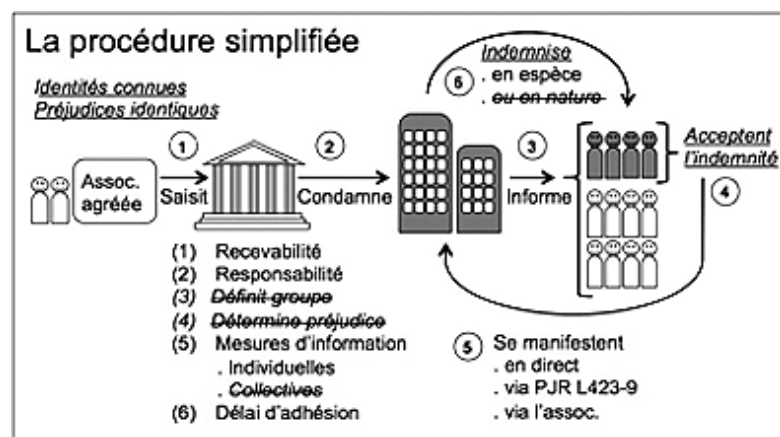 La procédure simplifiée
Identités connues
Préjudices identiques
Assoc.
agréée
1
Saisit
2
Condamne
6
Indemnise
. en espèce
. ou en nature
3
Informe
Acceptent
l'indemnité
4
(1) Recevabilité
(2) Responsabilité
(3) Définit groupe
(4) Détermine préjudice
(5) Mesures d'information
. Individuelles
. Collectives
(6) Délai d'adhésion
5
Se manifestent
. en direct
. via PJR L423-9
. via l'assoc.